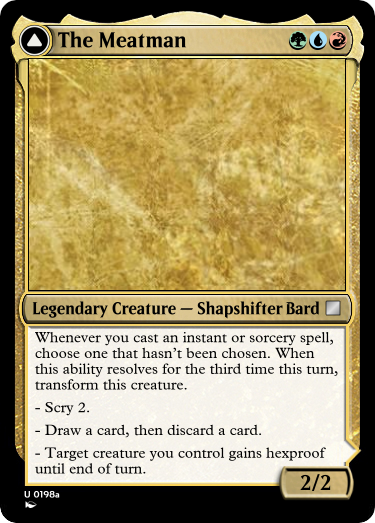 The Meatman
Legendary Creature — Shapshifter Bard
Whenever you cast an instant or sorcery spell,
choose one that hasn't been chosen. When
this ability resolves for the third time this turn,
transform this creature.
- Scry 2.
- Draw a card, then discard a card.
- Target creature you control gains hexproof
until end of turn.
2/2
U 0198a